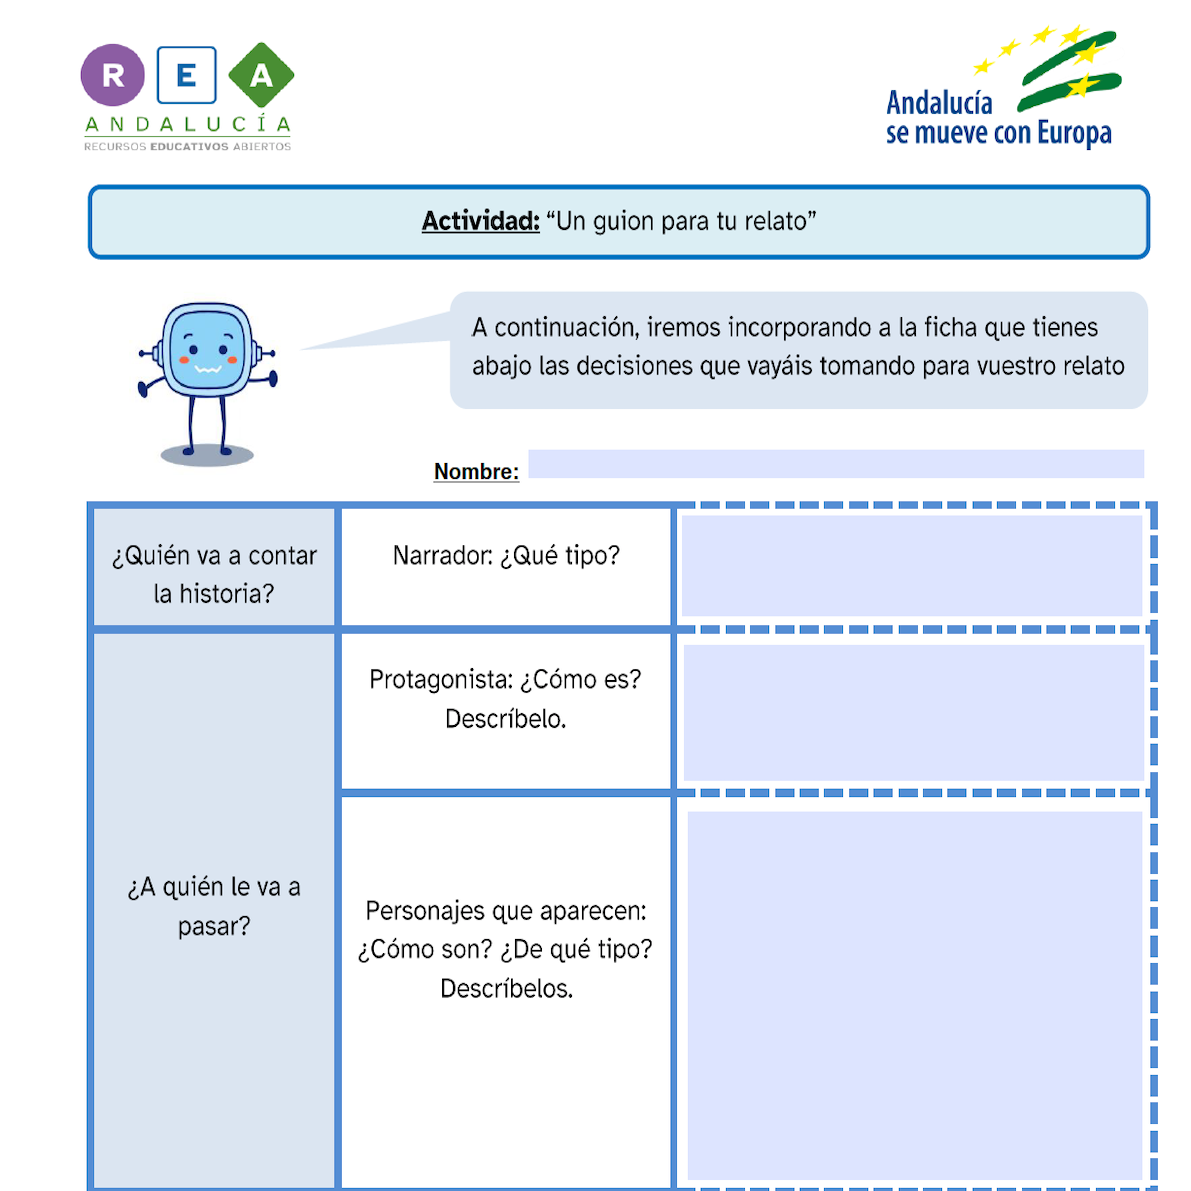 R E A
ANDALUCÍA
RECURSOS EDUCATIVOS ABIERTOS
Andalucía
se mueve con Europa
Actividad: “Un guion para tu relato”
A continuación, iremos incorporando a la ficha que tienes
abajo las decisiones que vayáis tomando para vuestro relato
Nombre:
¿Quién va a contar
la historia?
Narrador: ¿Qué tipo?
¿A quién le va a
pasar?
Protagonista: ¿Cómo es?
Descríbelo.
Personajes que aparecen:
¿Cómo son? ¿De qué tipo?
Descríbelos.